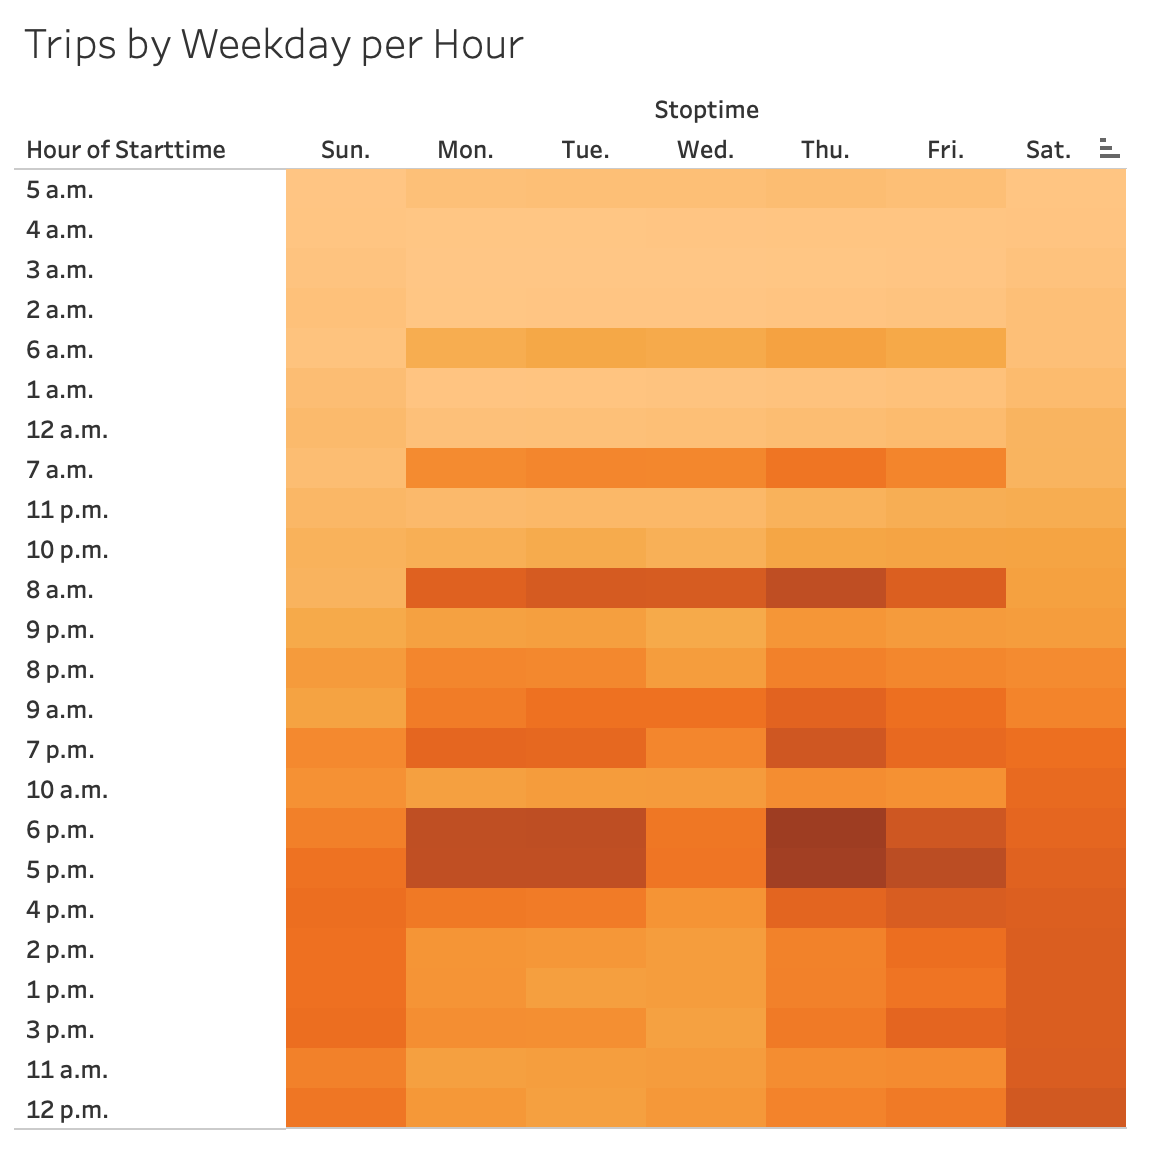 Trips by Weekday per Hour
Stoptime
Hour of Starttime Sun. Mon. Tue. Wed. Thu. Fri. Sat.
5 a.m.
4 a.m.
3 a.m.
2 a.m.
6 a.m.
1 a.m.
12 a.m.
7 a.m.
11 p.m.
10 p.m.
8 a.m.
9 p.m.
8 p.m.
9 a.m.
7 p.m.
10 a.m.
6 p.m.
5 p.m.
4 p.m.
2 p.m.
1 p.m.
3 p.m.
11 a.m.
12 p.m.